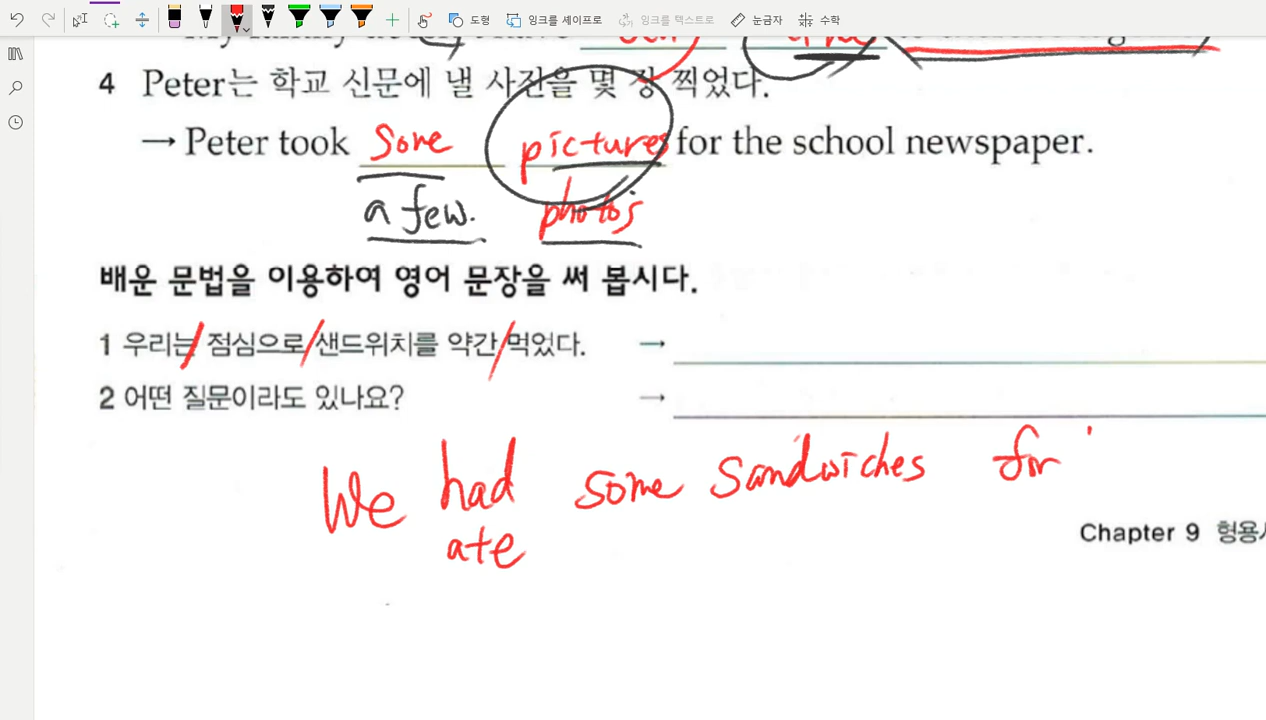 도형 잉크를 셰이프로 잉크를 텍스트로 눈금자 수학
4 Peter는 학교 신문에 낼 사진을 몇 장 찍었다.
→ Peter took some pictures for the school newspaper.
a few. photos
배운 문법을 이용하여 영어 문장을 써 봅시다.
1 우리는/ 점심으로/ 샌드위치를 약간/ 먹었다. →
2 어떤 질문이라도 있나요? →
We had some sandwiches for
ate
Chapter 9